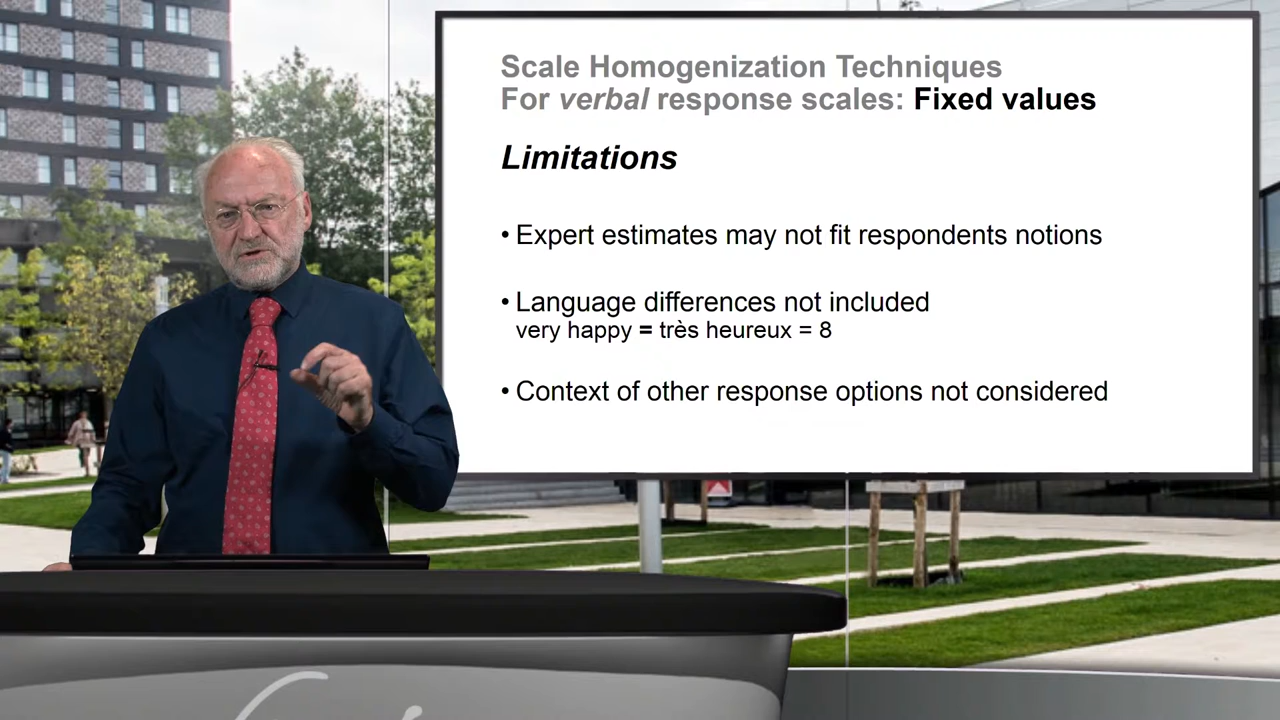 Scale Homogenization Techniques
For verbal response scales: Fixed values
Limitations
• Expert estimates may not fit respondents notions
• Language differences not included
very happy = très heureux = 8
• Context of other response options not considered